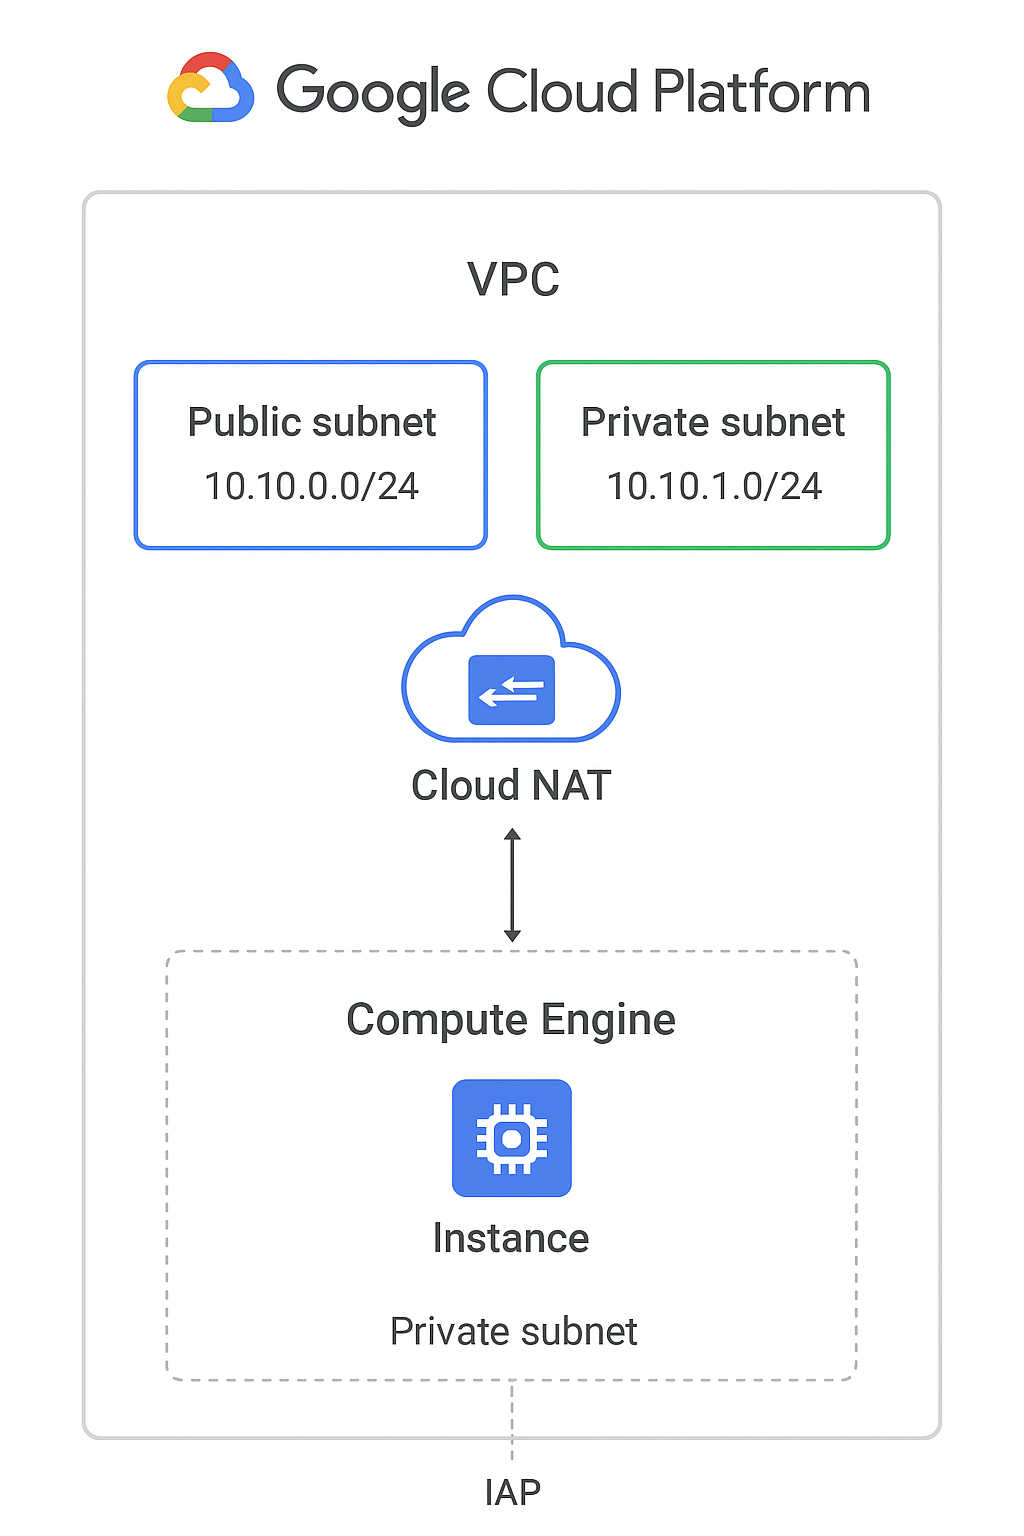 Google Cloud Platform
VPC
Public subnet
10.10.0.0/24
Private subnet
10.10.1.0/24
Cloud NAT
Compute Engine
Instance
Private subnet
IAP